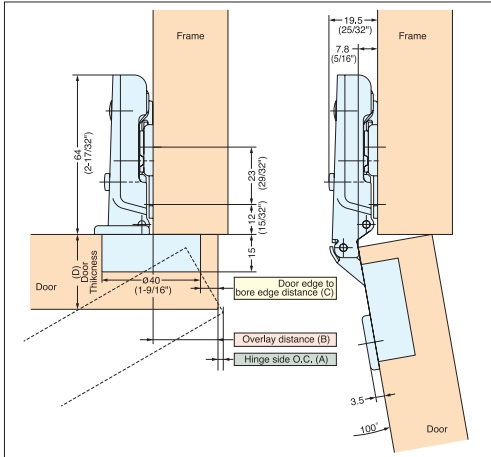 Frame
64
(2-17/32")
23
(29/32")
12
(15/32")
15
(D)
Door
Thikcness
Door
Ø40
(1-9/16")
Door edge to
bore edge distance (C)
Overlay distance (B)
Hinge side O.C. (A)
19.5
(25/32")
7.8
(5/16")
Frame
3.5
100°
Door